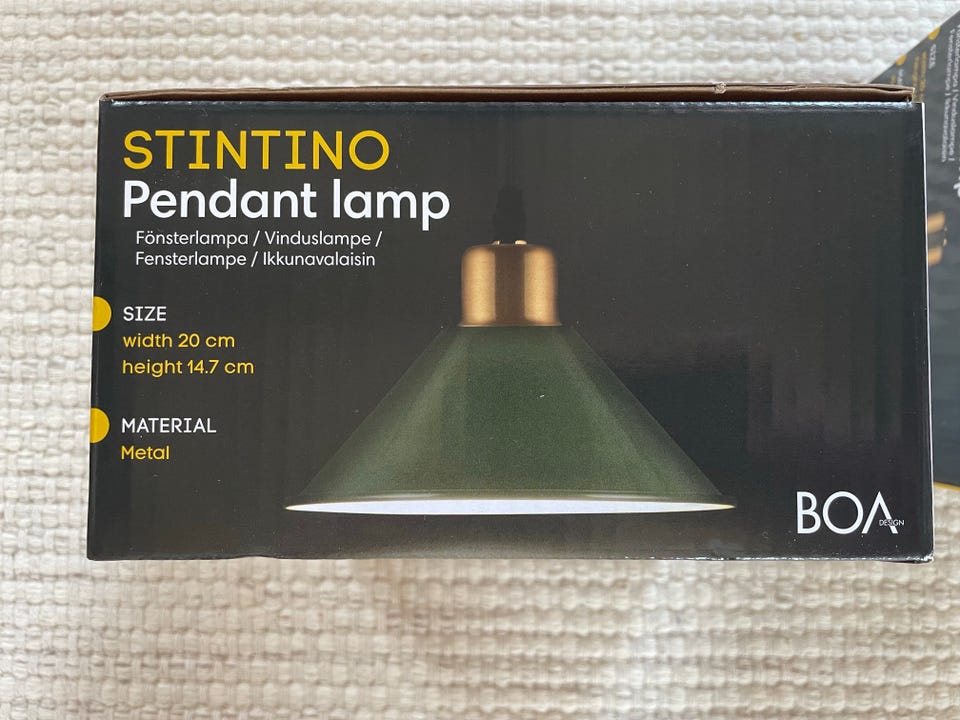 STINTINO
Pendant lamp
Fönsterlampa / Vinduslampe /
Fensterlampe / Ikkunavalaisin
SIZE
width 20 cm
height 14.7 cm
MATERIAL
Metal
BOA
DESIGN
SIZE